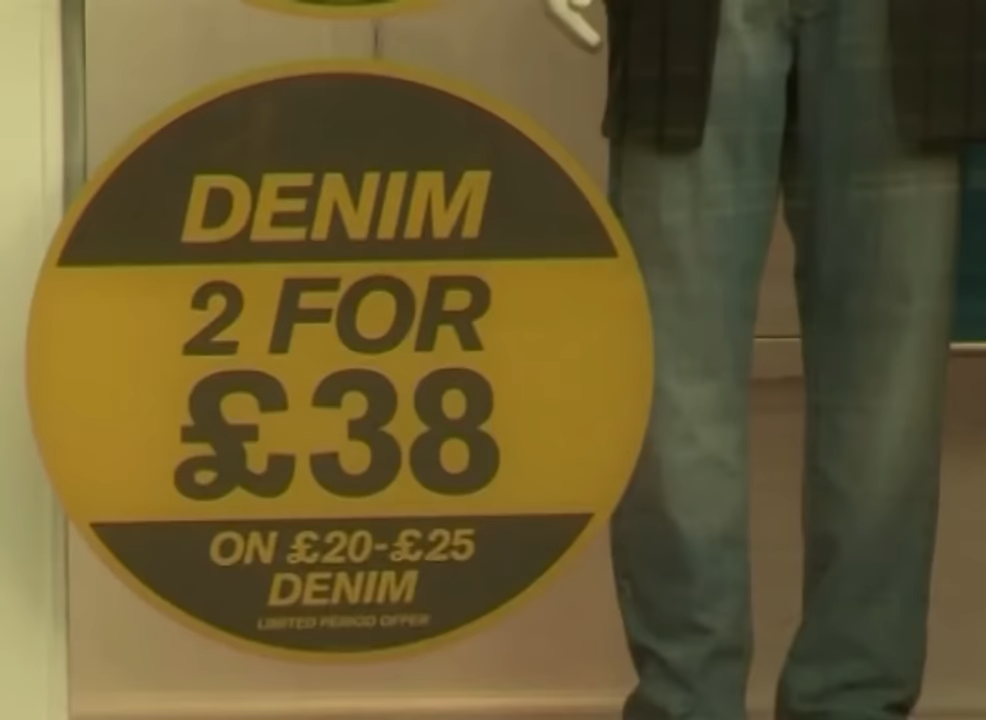 DENIM
2 FOR
£38
ON £20-£25
DENIM
LIMITED PERIOD OFFER